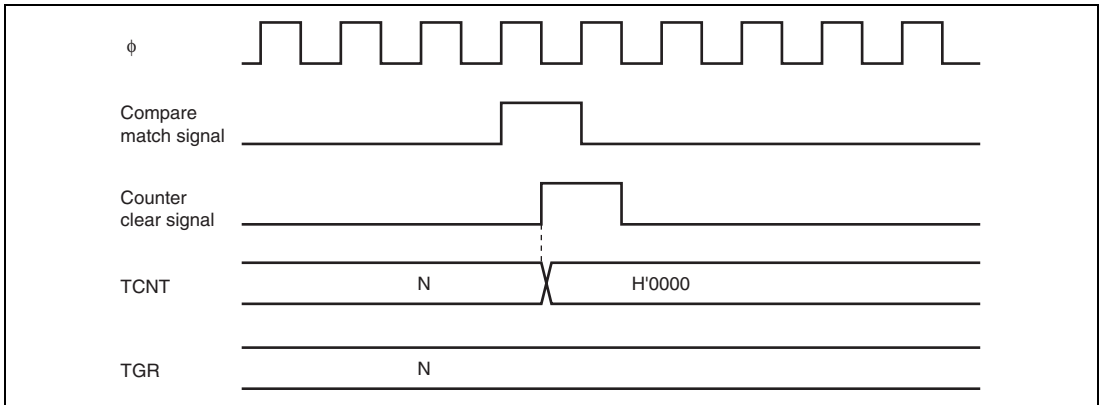 ϕ
Compare
match signal
Counter
clear signal
TCNT
N
H'0000
TGR
N